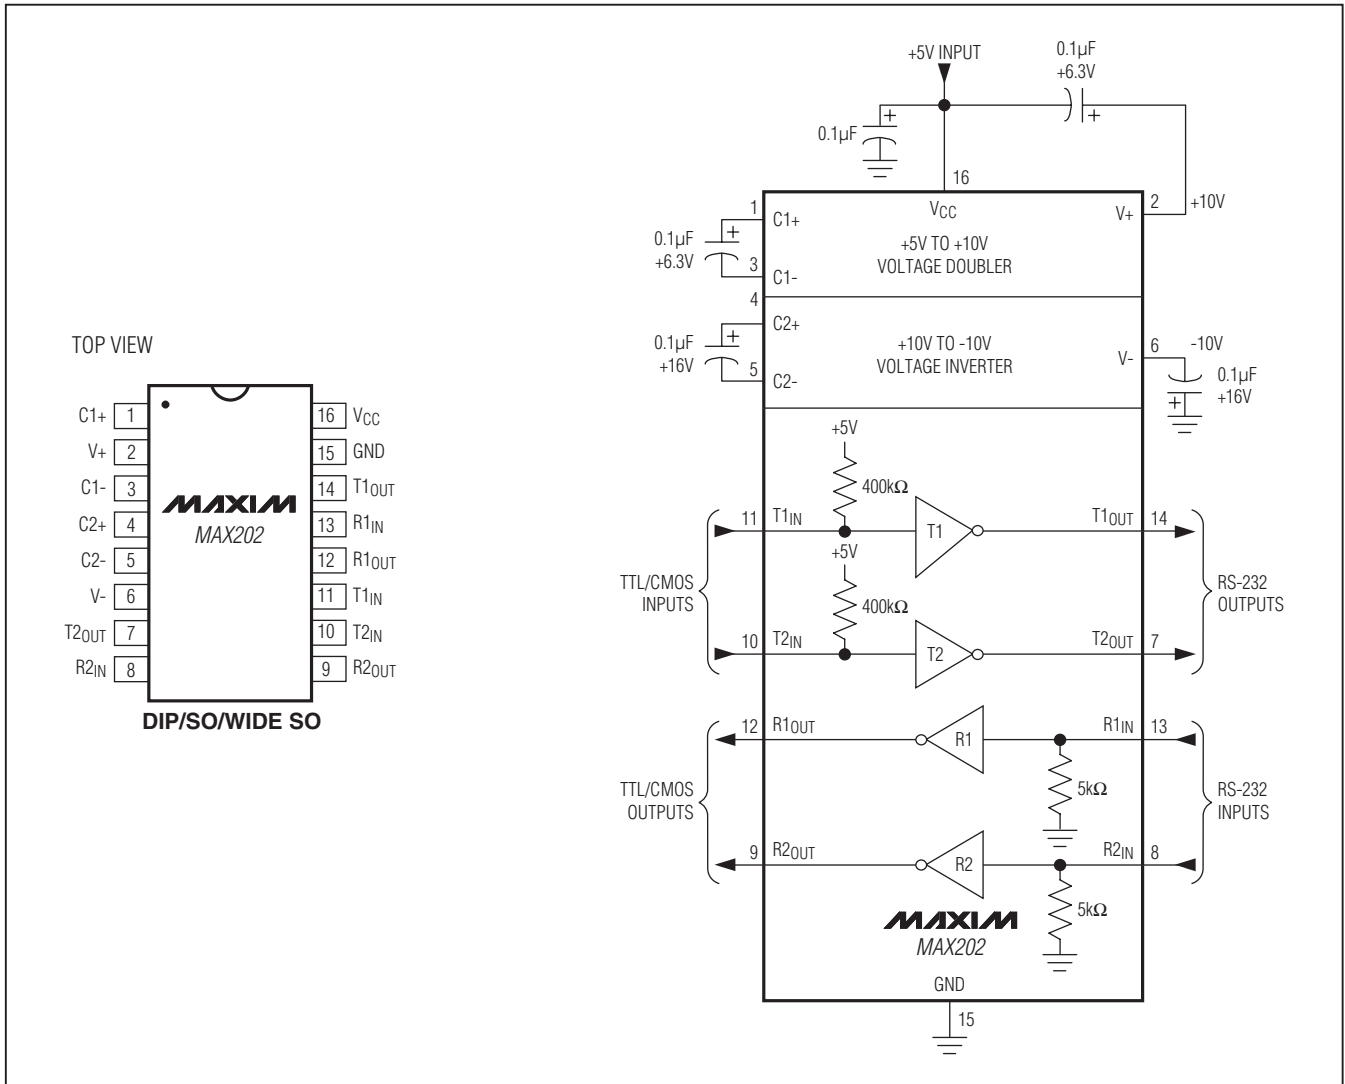 TOP VIEW
C1+ 1
V+ 2
C1- 3
C2+ 4
C2- 5
V- 6
T2OUT 7
R2IN 8
16 VCC
15 GND
14 T1OUT
13 R1IN
12 R1OUT
11 T1IN
10 T2IN
9 R2OUT
MAXIM
MAX202
DIP/SO/WIDE SO
+5V INPUT
0.1µF
+6.3V
+
0.1µF
+
16
VCC
1
C1+
0.1µF
+6.3V
+
3
C1-
+5V TO +10V
VOLTAGE DOUBLER
V+
2
+10V
4
C2+
0.1µF
+16V
+
5
C2-
+10V TO -10V
VOLTAGE INVERTER
V-
6
-10V
0.1µF
+16V
+
+5V
400kΩ
11
T1IN
T1
T1OUT
14
+5V
400kΩ
TTL/CMOS
INPUTS
RS-232
OUTPUTS
10
T2IN
T2
T2OUT
7
12
R1OUT
R1
R1IN
13
5kΩ
TTL/CMOS
OUTPUTS
RS-232
INPUTS
9
R2OUT
R2
R2IN
8
5kΩ
MAXIM
MAX202
GND
15